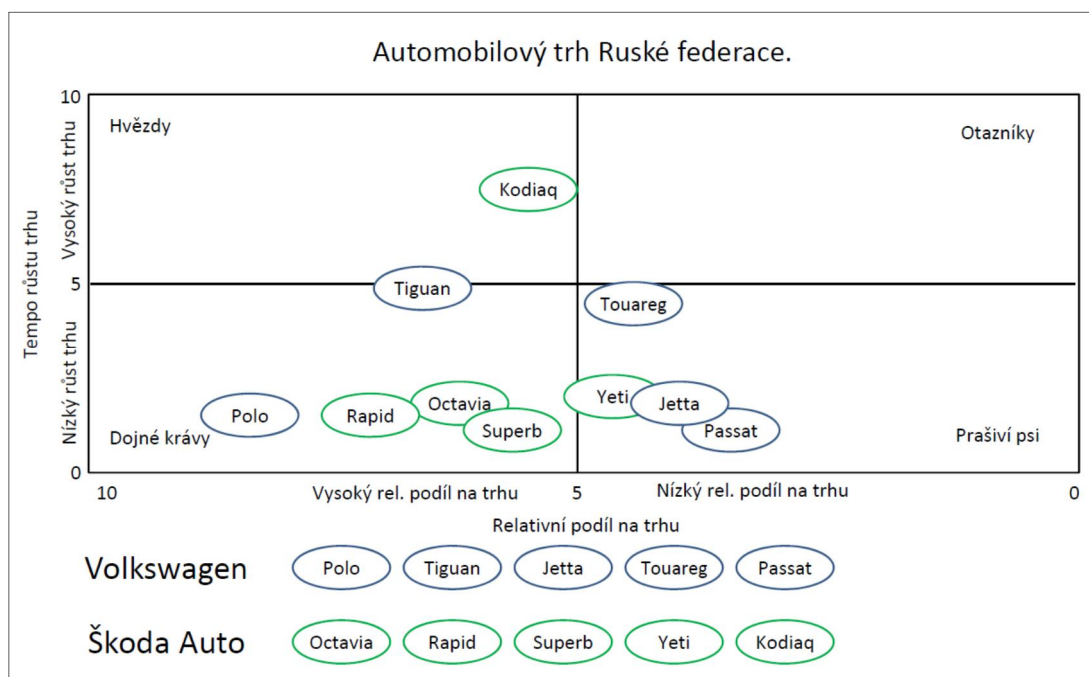 Automobilový trh Ruské federace.
Tempo růstu trhu
Vysoký růst trhu
Nízký růst trhu
10
5
0
Hvězdy
Otazníky
Kodiaq
Tiguan
Touareg
Polo
Rapid
Octavia
Superb
Yeti
Jetta
Passat
Dojné krávy
Prašiví psi
10
Vysoký rel. podíl na trhu
5
Nízký rel. podíl na trhu
0
Relativní podíl na trhu
Volkswagen Polo Tiguan Jetta Touareg Passat
Škoda Auto Octavia Rapid Superb Yeti Kodiaq